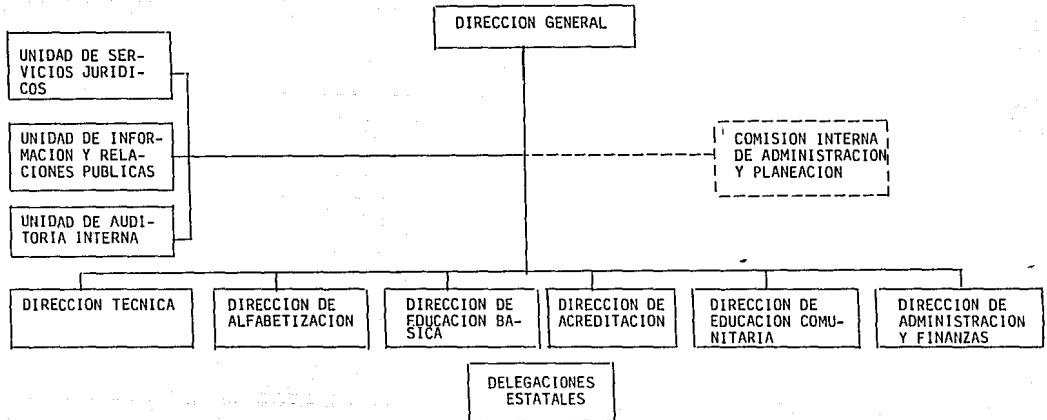 DIRECCION GENERAL
UNIDAD DE SER-
VICIOS JURIDI-
COS
UNIDAD DE INFOR-
MACION Y RELA-
CIONES PUBLICAS
COMISION INTERNA
DE ADMINISTRACION
Y PLANEACION
UNIDAD DE AUDI-
TORIA INTERNA
DIRECCION TECNICA
DIRECCION DE
ALFABETIZACION
DIRECCION DE
EDUCACION BA-
SICA
DIRECCION DE
ACREDITACION
DIRECCION DE
EDUCACION COMU-
NITARIA
DIRECCION DE
ADMINISTRACION
Y FINANZAS
DELEGACIONES
ESTATALES